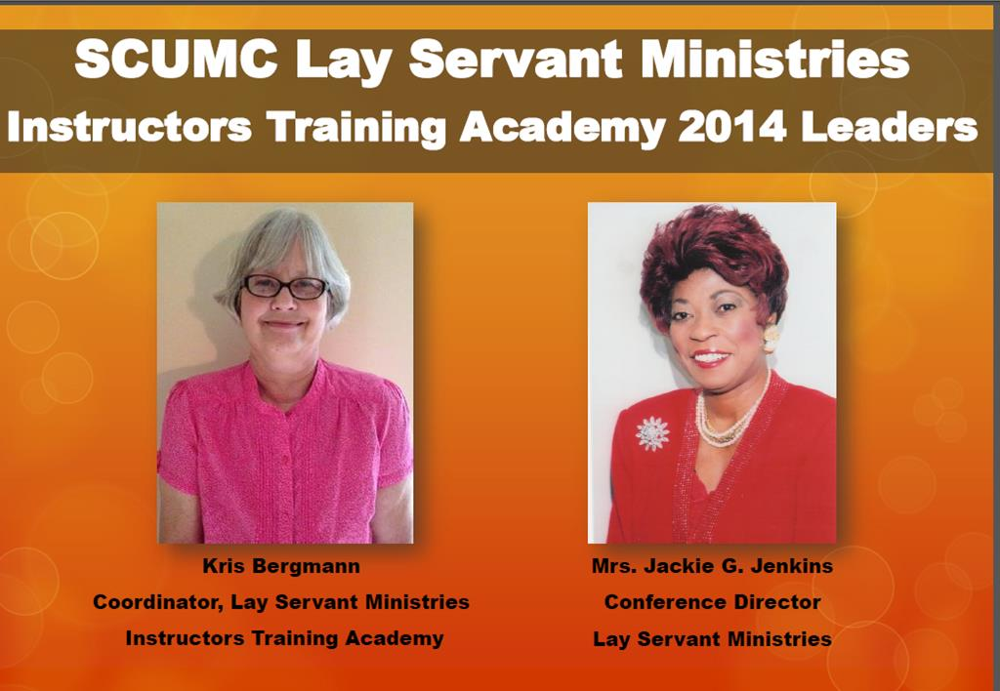 SCUMC Lay Servant Ministries
Instructors Training Academy 2014 Leaders
Kris Bergmann
Coordinator, Lay Servant Ministries
Instructors Training Academy
Mrs. Jackie G. Jenkins
Conference Director
Lay Servant Ministries